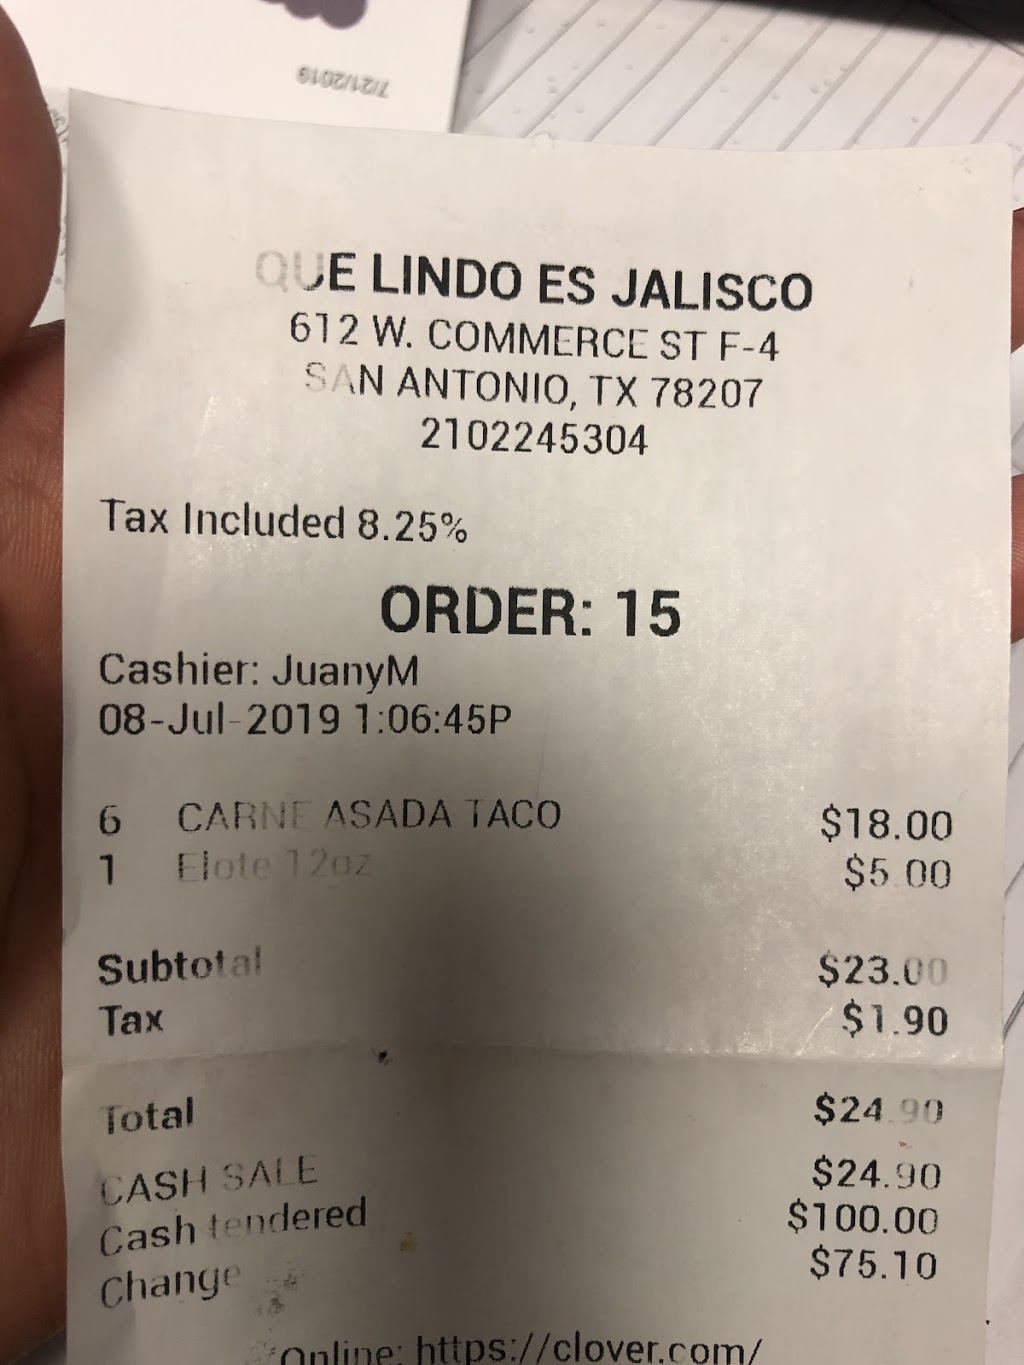 7/21/2019
QUE LINDO ES JALISCO
612 W. COMMERCE ST F-4
SAN ANTONIO, TX 78207
2102245304
Tax Included 8.25%
ORDER: 15
Cashier: JuanyM
08-Jul-2019 1:06:45P
6 CARNE ASADA TACO $18.00
1 Elote 12oz $5.00
Subtotal $23.00
Tax $1.90
Total $24.90
CASH SALE $24.90
Cash tendered $100.00
Change $75.10
Online: https://clover.com/